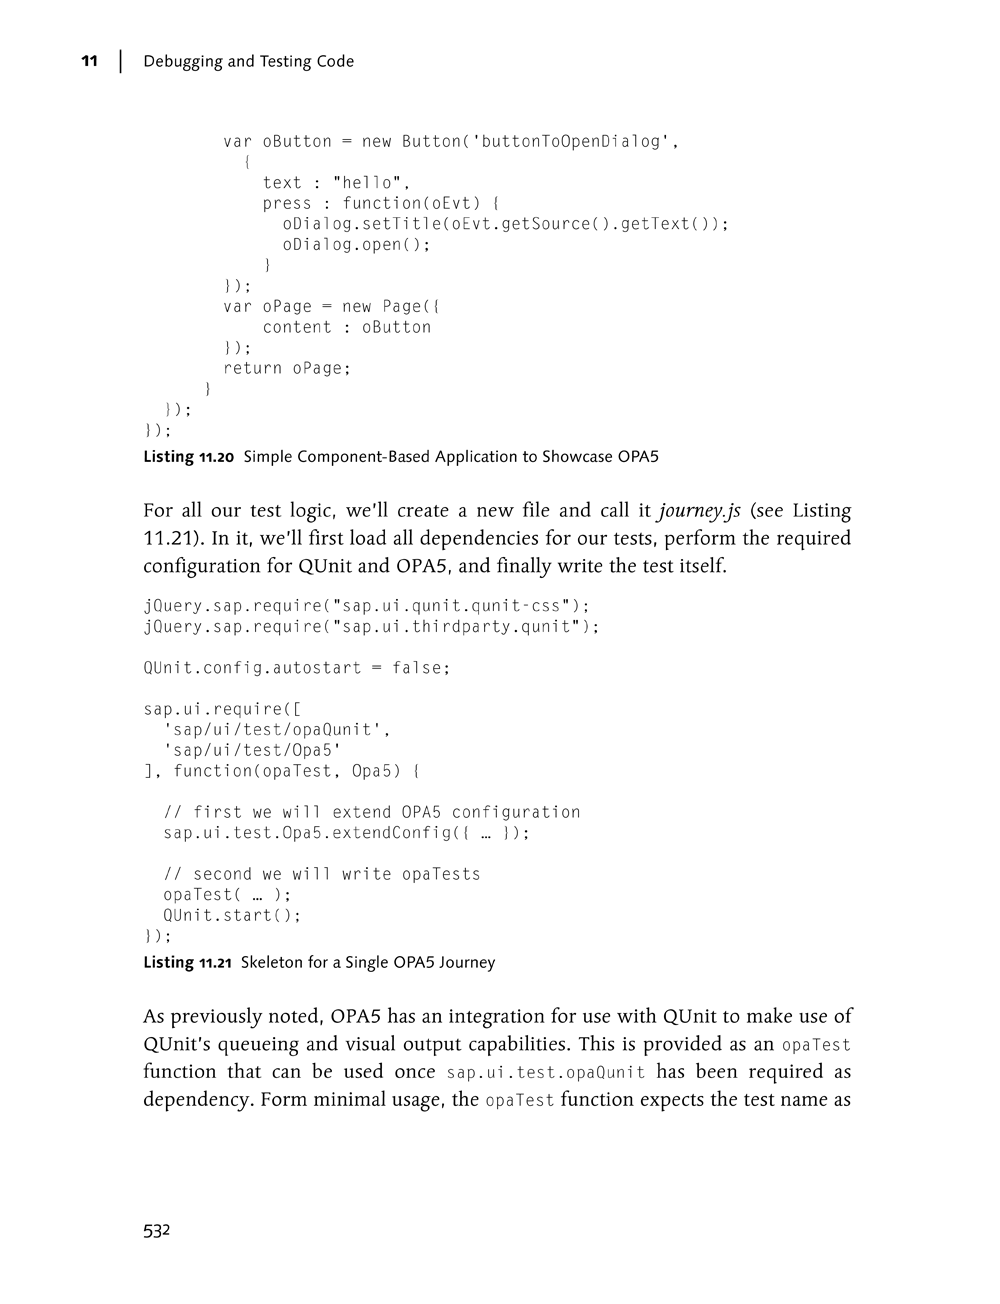 11 | Debugging and Testing Code
var oButton = new Button('buttonToOpenDialog',
{
text : "hello",
press : function(oEvt) {
oDialog.setTitle(oEvt.getSource().getText());
oDialog.open();
}
});
var oPage = new Page({
content : oButton
});
return oPage;
}
});
});
Listing 11.20 Simple Component-Based Application to Showcase OPA5
For all our test logic, we’ll create a new file and call it journey.js (see Listing
11.21). In it, we’ll first load all dependencies for our tests, perform the required
configuration for QUnit and OPA5, and finally write the test itself.
jQuery.sap.require("sap.ui.qunit.qunit-css");
jQuery.sap.require("sap.ui.thirdparty.qunit");
QUnit.config.autostart = false;
sap.ui.require([
'sap/ui/test/opaQunit',
'sap/ui/test/Opa5'
], function(opaTest, Opa5) {
// first we will extend OPA5 configuration
sap.ui.test.Opa5.extendConfig({ … });
// second we will write opaTests
opaTest( … );
QUnit.start();
});
Listing 11.21 Skeleton for a Single OPA5 Journey
As previously noted, OPA5 has an integration for use with QUnit to make use of
QUnit’s queueing and visual output capabilities. This is provided as an opaTest
function that can be used once sap.ui.test.opaQunit has been required as
dependency. Form minimal usage, the opaTest function expects the test name as
532